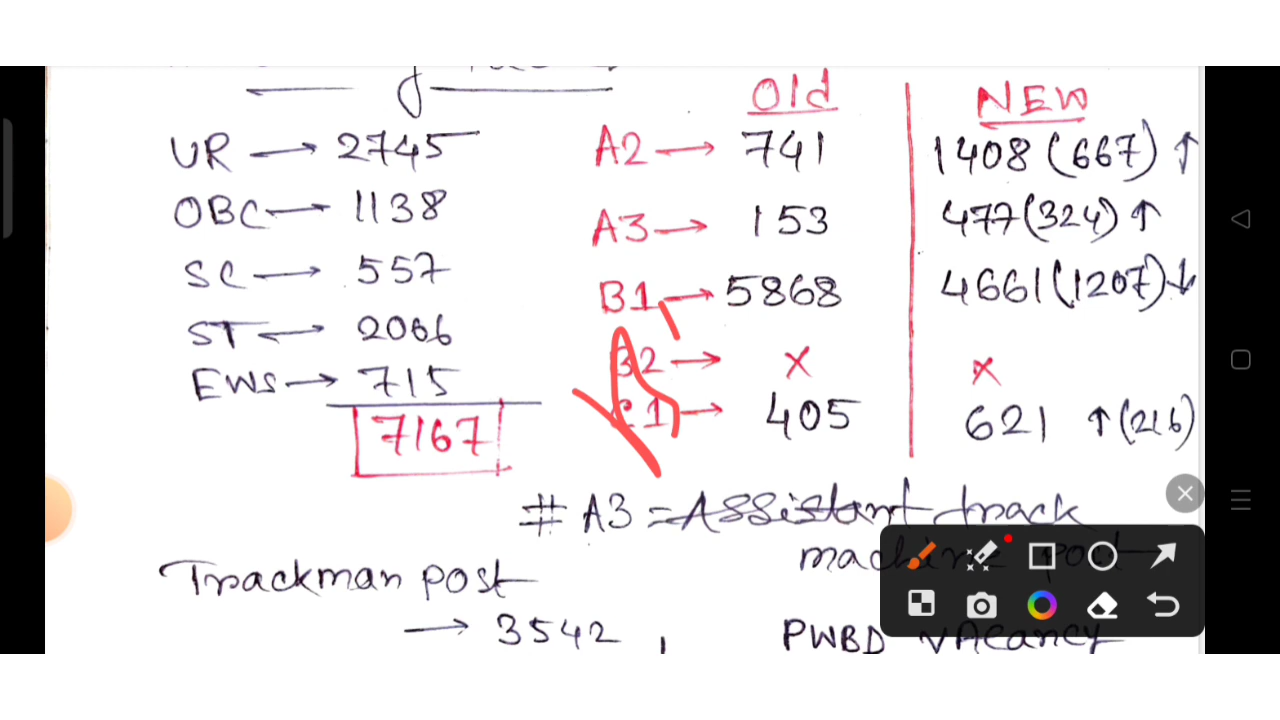 Old NEW
UR → 2745 A2 → 741 1408 (667) ↑
OBC → 1138 A3 → 153 477 (324) ↑
SC → 557 B1 → 5868 4661 (1207) ↓
ST → 2066 B2 → x x
EWS → 715 C1 → 405 621 ↑ (216)
7167
# A3 = Assistant track
machine post
Trackman post
→ 3542 , PWBD VAcancy